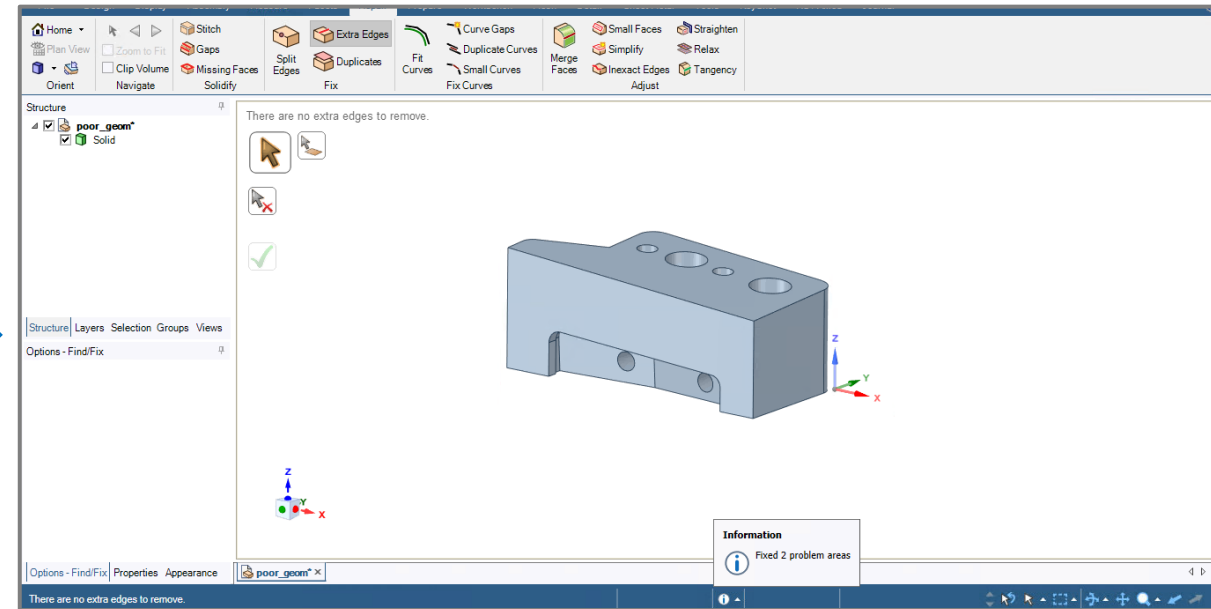 Home
Plan View
Orient
Zoom to Fit
Clip Volume
Navigate
Stitch
Gaps
Missing Faces
Solidify
Split
Edges
Extra Edges
Duplicates
Fix
Fit
Curves
Curve Gaps
Duplicate Curves
Small Curves
Fix Curves
Merge
Faces
Small Faces
Simplify
Inexact Edges
Straighten
Relax
Tangency
Adjust
Structure
poor_geom*
Solid
There are no extra edges to remove.
Z
Y
X
Structure Layers Selection Groups Views
Options - Find/Fix
Z
Y
X
Information
Fixed 2 problem areas
Options - Find/Fix Properties Appearance
poor_geom* ×
There are no extra edges to remove.